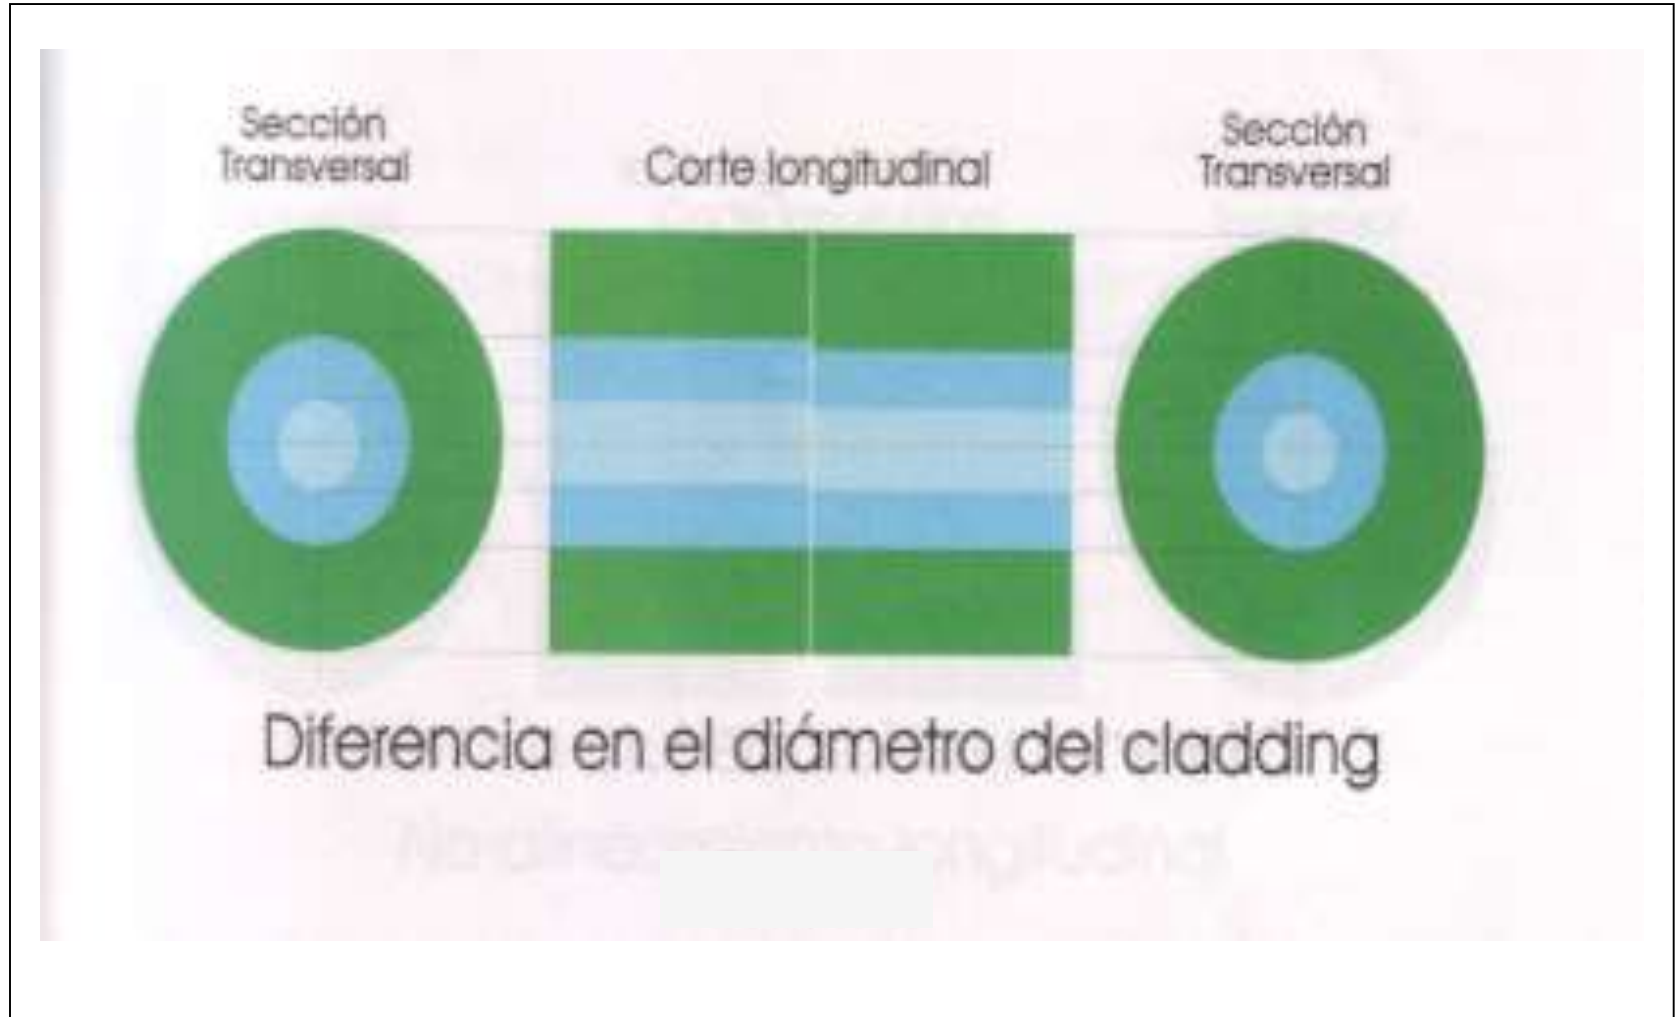 Sección
Transversal
Corte longitudinal
Sección
Transversal
Diferencia en el diámetro del cladding